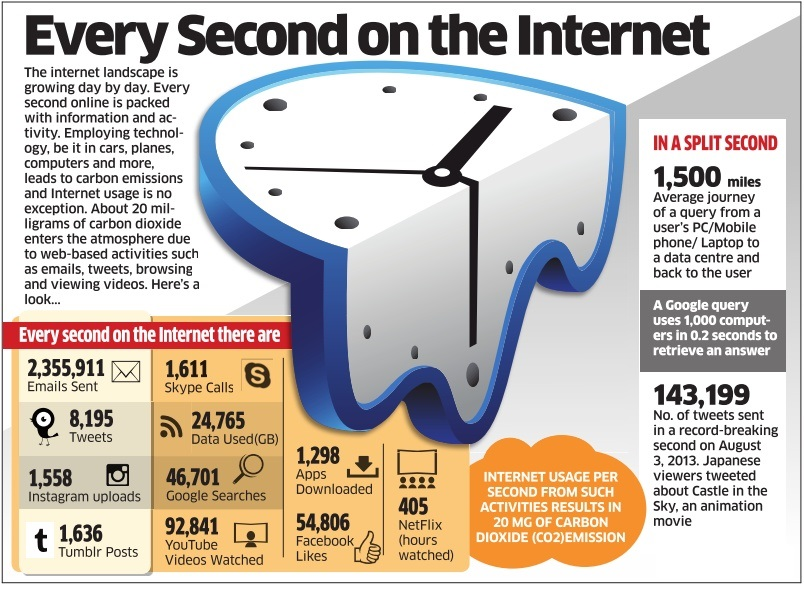 Every Second on the Internet
The internet landscape is
growing day by day. Every
second online is packed
with information and ac-
tivity. Employing technol-
ogy, be it in cars, planes,
computers and more,
leads to carbon emissions
and Internet usage is no
exception. About 20 mil-
ligrams of carbon dioxide
enters the atmosphere due
to web-based activities such
as emails, tweets, browsing
and viewing videos. Here's a
look...
Every second on the Internet there are
2,355,911
Emails Sent
8,195
Tweets
1,558
Instagram uploads
t
1,636
Tumblr Posts
1,611
Skype Calls
S
24,765
Data Used(GB)
46,701
Google Searches
92,841
YouTube
Videos Watched
1,298
Apps
Downloaded
54,806
Facebook
Likes
405
NetFlix
(hours
watched)
INTERNET USAGE PER
SECOND FROM SUCH
ACTIVITIES RESULTS IN
20 MG OF CARBON
DIOXIDE (CO2)EMISSION
IN A SPLIT SECOND
1,500 miles
Average journey
of a query from a
user's PC/Mobile
phone/ Laptop to
a data centre and
back to the user
A Google query
uses 1,000 comput-
ers in 0.2 seconds to
retrieve an answer
143,199
No. of tweets sent
in a record-breaking
second on August
3, 2013. Japanese
viewers tweeted
about Castle in the
Sky, an animation
movie